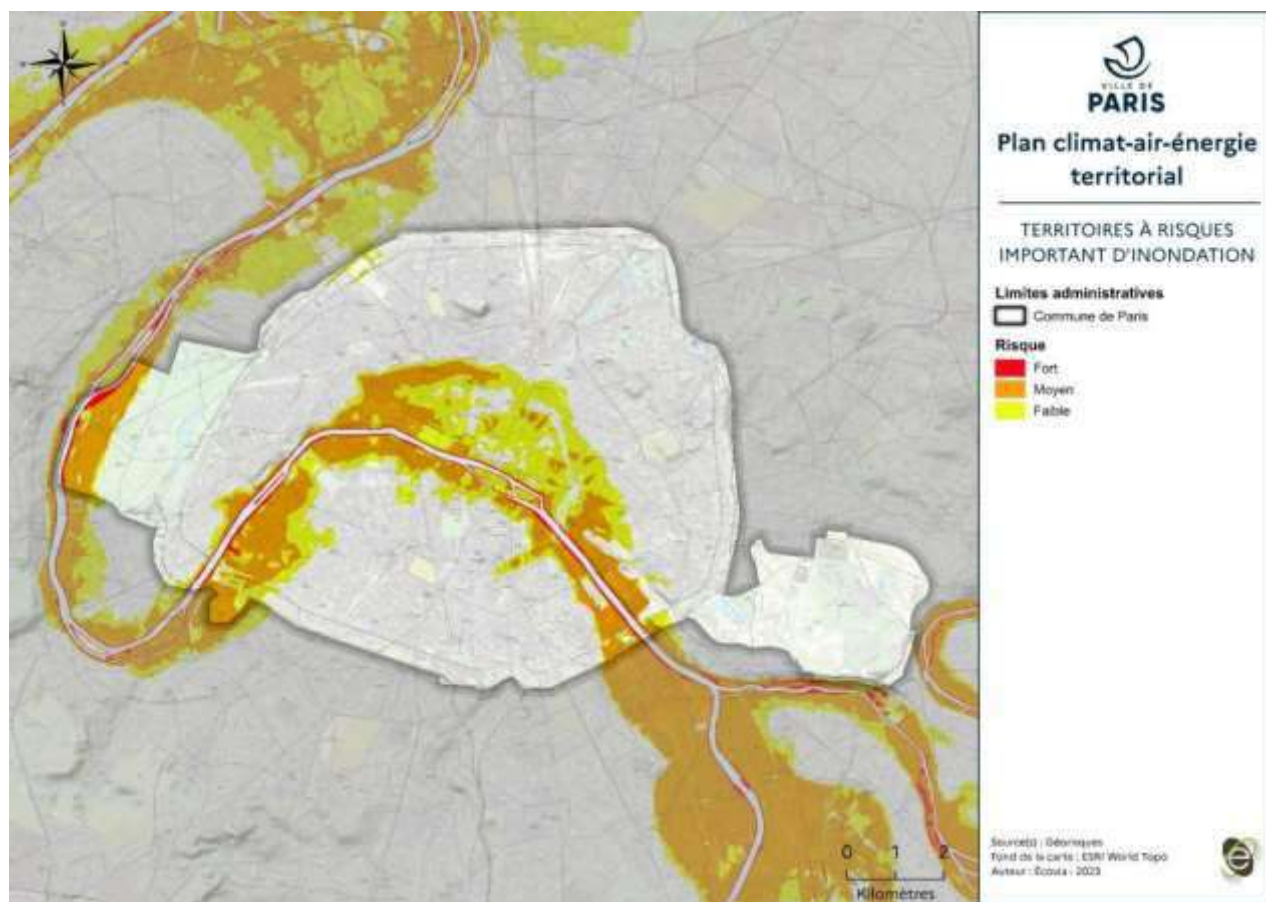 VILLE DE
PARIS
Plan climat-air-énergie
territorial
TERRITOIRES À RISQUES
IMPORTANT D'INONDATION
Limites administratives
Commune de Paris
Risque
Fort
Moyen
Faible
0 1 2
Kilomètres
Source(s) : Géorisques
Fond de la carte : ESRI World Topo
Auteur : Ecovia - 2023